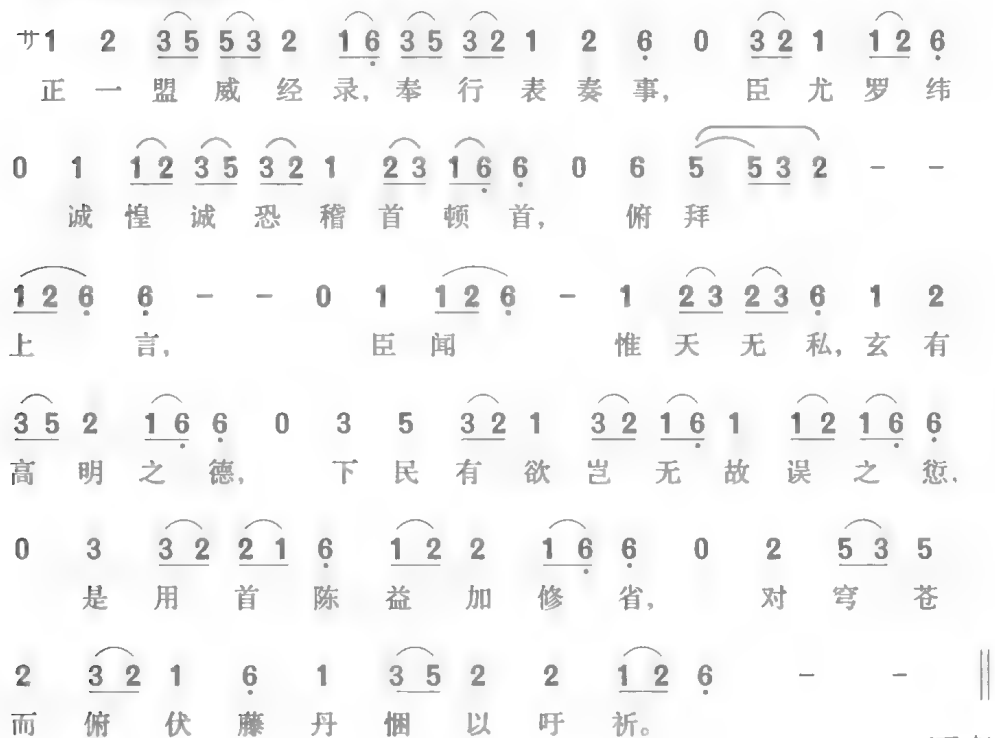 サ1 2 3 5 5 3 2 1 6 3 5 3 2 1 2 6 0 3 2 1 1 2 6
正 一 盟 威 经 录, 奉 行 表 奏 事, 臣 尤 罗 纬
0 1 1 2 3 5 3 2 1 2 3 1 6 6 0 6 5 5 3 2 - -
诚 惶 诚 恐 稽 首 顿 首, 俯 拜
1 2 6 6 - - 0 1 1 2 6 - 1 2 3 2 3 6 1 2
上 言, 臣 闻 惟 天 无 私, 玄 有
3 5 2 1 6 6 0 3 5 3 2 1 3 2 1 6 1 1 2 1 6 6
高 明 之 德, 下 民 有 欲 岂 无 故 误 之 愆,
0 3 3 2 2 1 6 1 2 2 1 6 6 0 2 5 3 5
是 用 首 陈 益 加 修 省, 对 穹 苍
2 3 2 1 6 1 3 5 2 2 1 2 6 - -
而 俯 伏 藤 丹 悃 以 吁 祈。